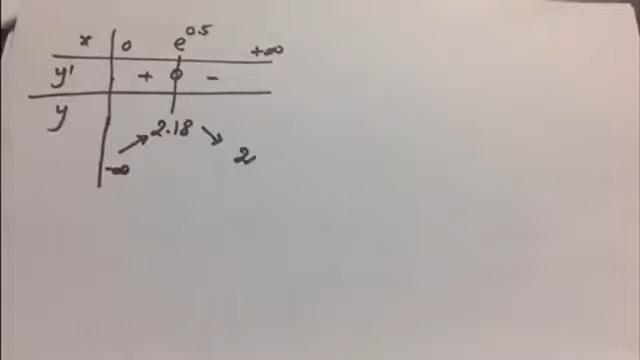 x 0 e^0.5 +∞
y' + 0 -
y 2.18
-∞ ↗ ↘ 2